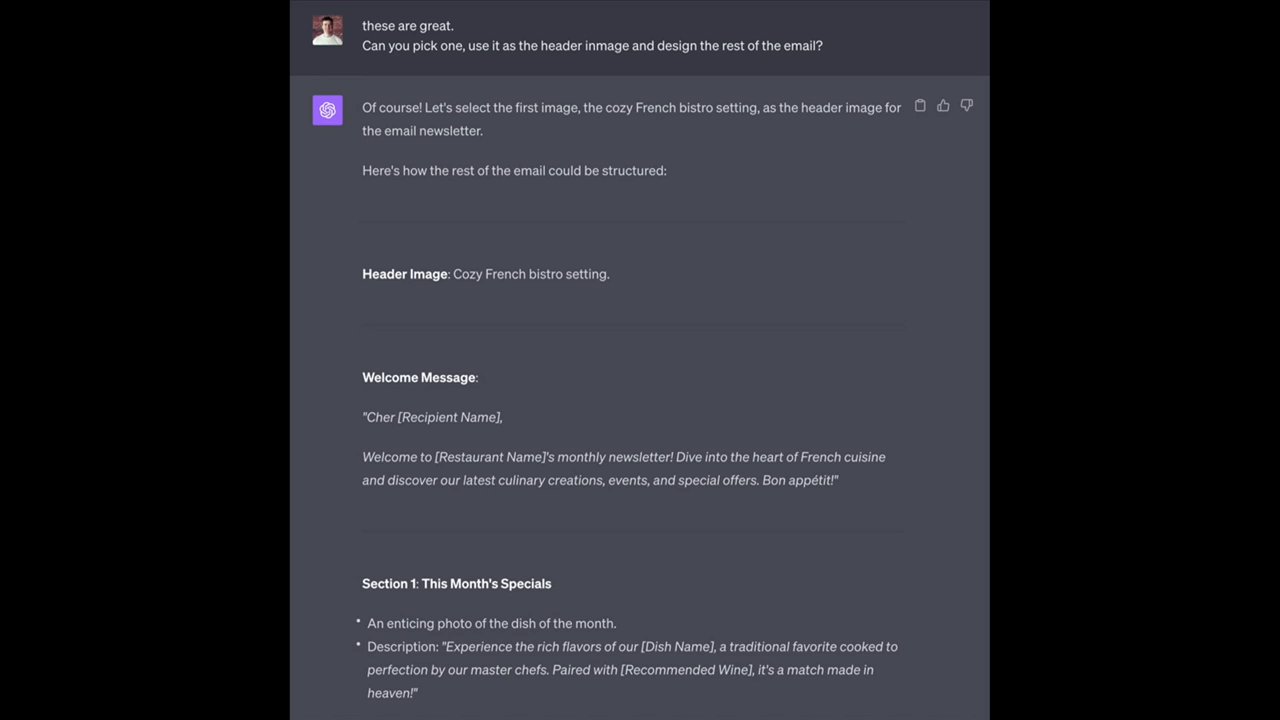 these are great.
Can you pick one, use it as the header inmage and design the rest of the email?
Of course! Let's select the first image, the cozy French bistro setting, as the header image for
the email newsletter.
Here's how the rest of the email could be structured:
Header Image: Cozy French bistro setting.
Welcome Message:
"Cher [Recipient Name],
Welcome to [Restaurant Name]'s monthly newsletter! Dive into the heart of French cuisine
and discover our latest culinary creations, events, and special offers. Bon appétit!"
Section 1: This Month's Specials
• An enticing photo of the dish of the month.
• Description: "Experience the rich flavors of our [Dish Name], a traditional favorite cooked to
perfection by our master chefs. Paired with [Recommended Wine], it's a match made in
heaven!"